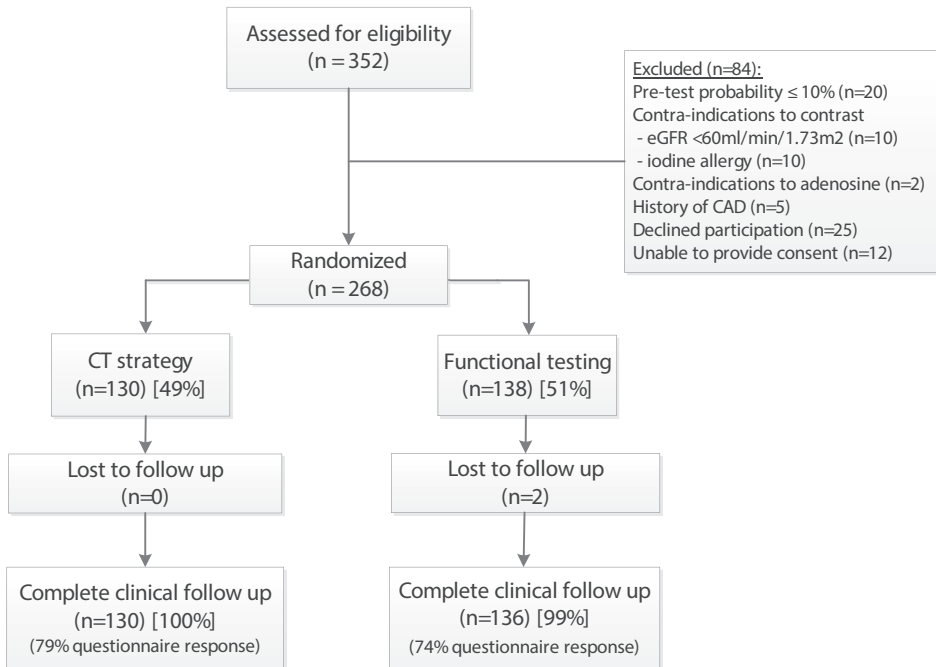 Assessed for eligibility
(n = 352)
Excluded (n=84):
Pre-test probability ≤ 10% (n=20)
Contra-indications to contrast
- eGFR <60ml/min/1.73m2 (n=10)
- iodine allergy (n=10)
Contra-indications to adenosine (n=2)
History of CAD (n=5)
Declined participation (n=25)
Unable to provide consent (n=12)
Randomized
(n = 268)
CT strategy
(n=130) [49%]
Functional testing
(n=138) [51%]
Lost to follow up
(n=0)
Lost to follow up
(n=2)
Complete clinical follow up
(n=130) [100%]
(79% questionnaire response)
Complete clinical follow up
(n=136) [99%]
(74% questionnaire response)